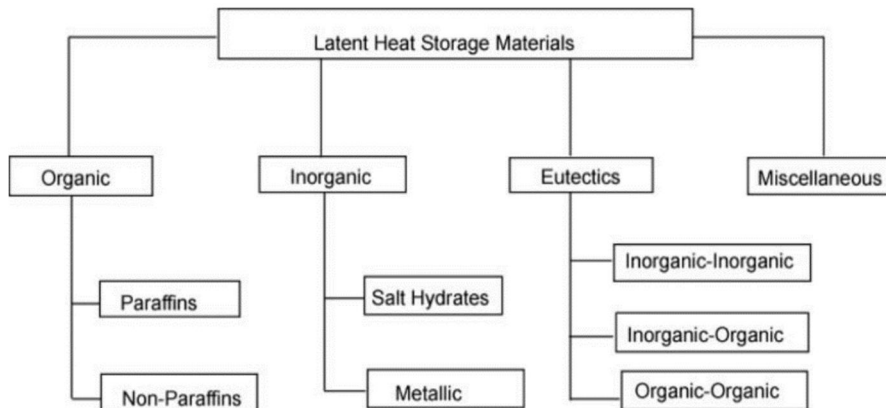 Latent Heat Storage Materials
Organic
Inorganic
Eutectics
Miscellaneous
Paraffins
Non-Paraffins
Salt Hydrates
Metallic
Inorganic-Inorganic
Inorganic-Organic
Organic-Organic